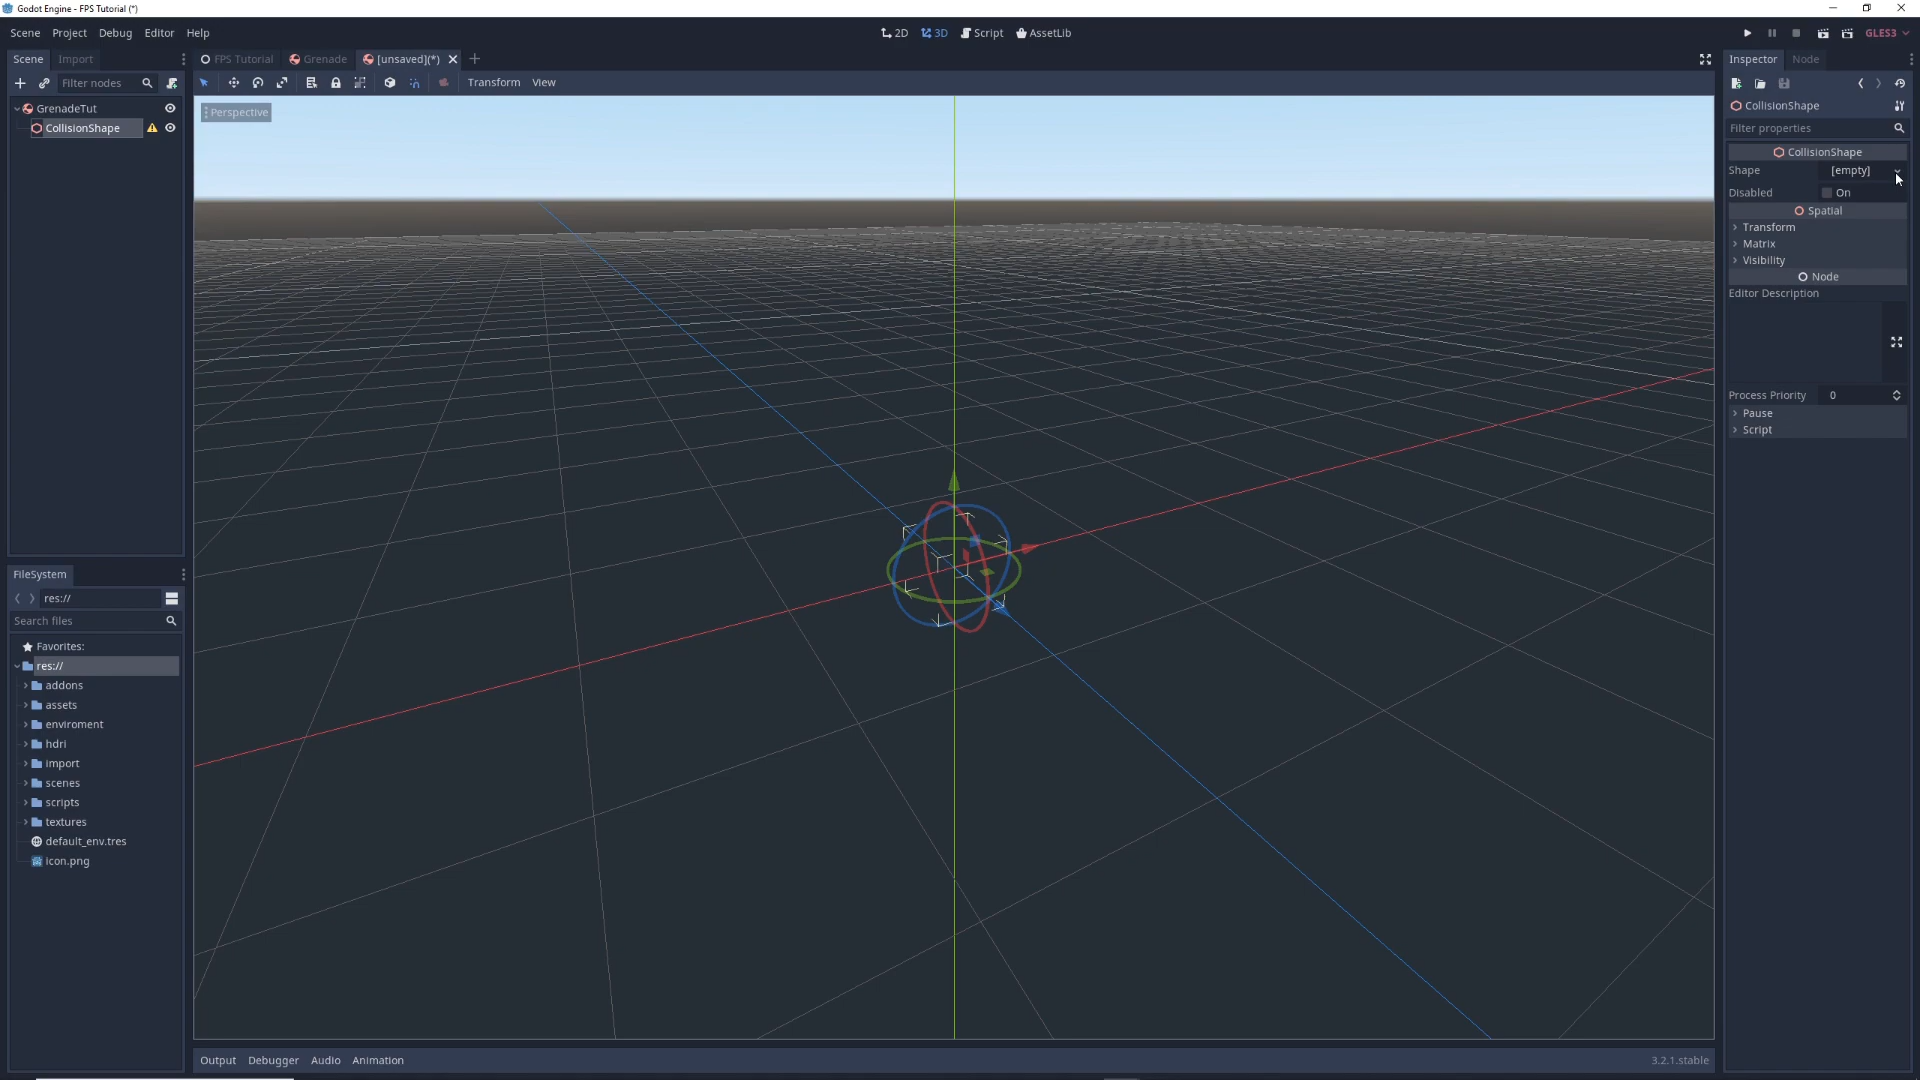 Godot Engine - FPS Tutorial (*)
Scene Project Debug Editor Help
2D 3D Script AssetLib
GLES3
Scene Import
FPS Tutorial Grenade [unsaved](*)
Inspector Node
Filter nodes
Transform View
GrenadeTut
CollisionShape
Perspective
CollisionShape
Filter properties
CollisionShape
Shape [empty]
Disabled On
Spatial
Transform
Matrix
Visibility
Node
Editor Description
Process Priority 0
Pause
Script
FileSystem
res://
Search files
Favorites:
res://
addons
assets
enviroment
hdri
import
scenes
scripts
textures
default_env.tres
icon.png
Output Debugger Audio Animation
3.2.1.stable